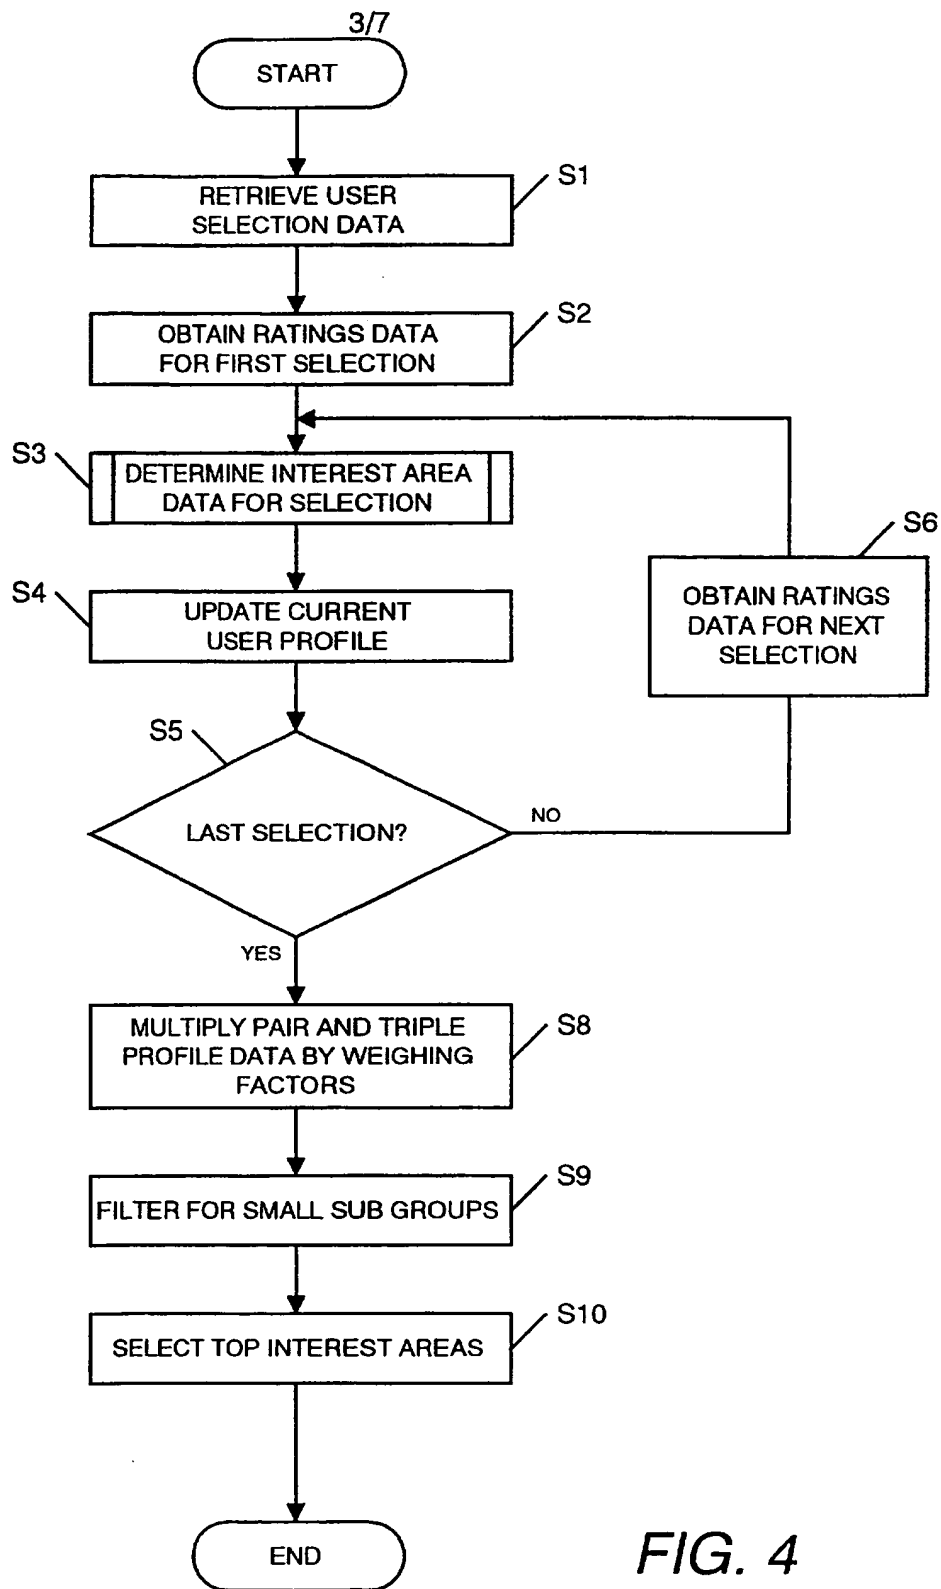 3/7
START
S1
RETRIEVE USER
SELECTION DATA
S2
OBTAIN RATINGS DATA
FOR FIRST SELECTION
S3
DETERMINE INTEREST AREA
DATA FOR SELECTION
S6
OBTAIN RATINGS
DATA FOR NEXT
SELECTION
S4
UPDATE CURRENT
USER PROFILE
S5
LAST SELECTION?
NO
YES
S8
MULTIPLY PAIR AND TRIPLE
PROFILE DATA BY WEIGHING
FACTORS
S9
FILTER FOR SMALL SUB GROUPS
S10
SELECT TOP INTEREST AREAS
END
FIG. 4